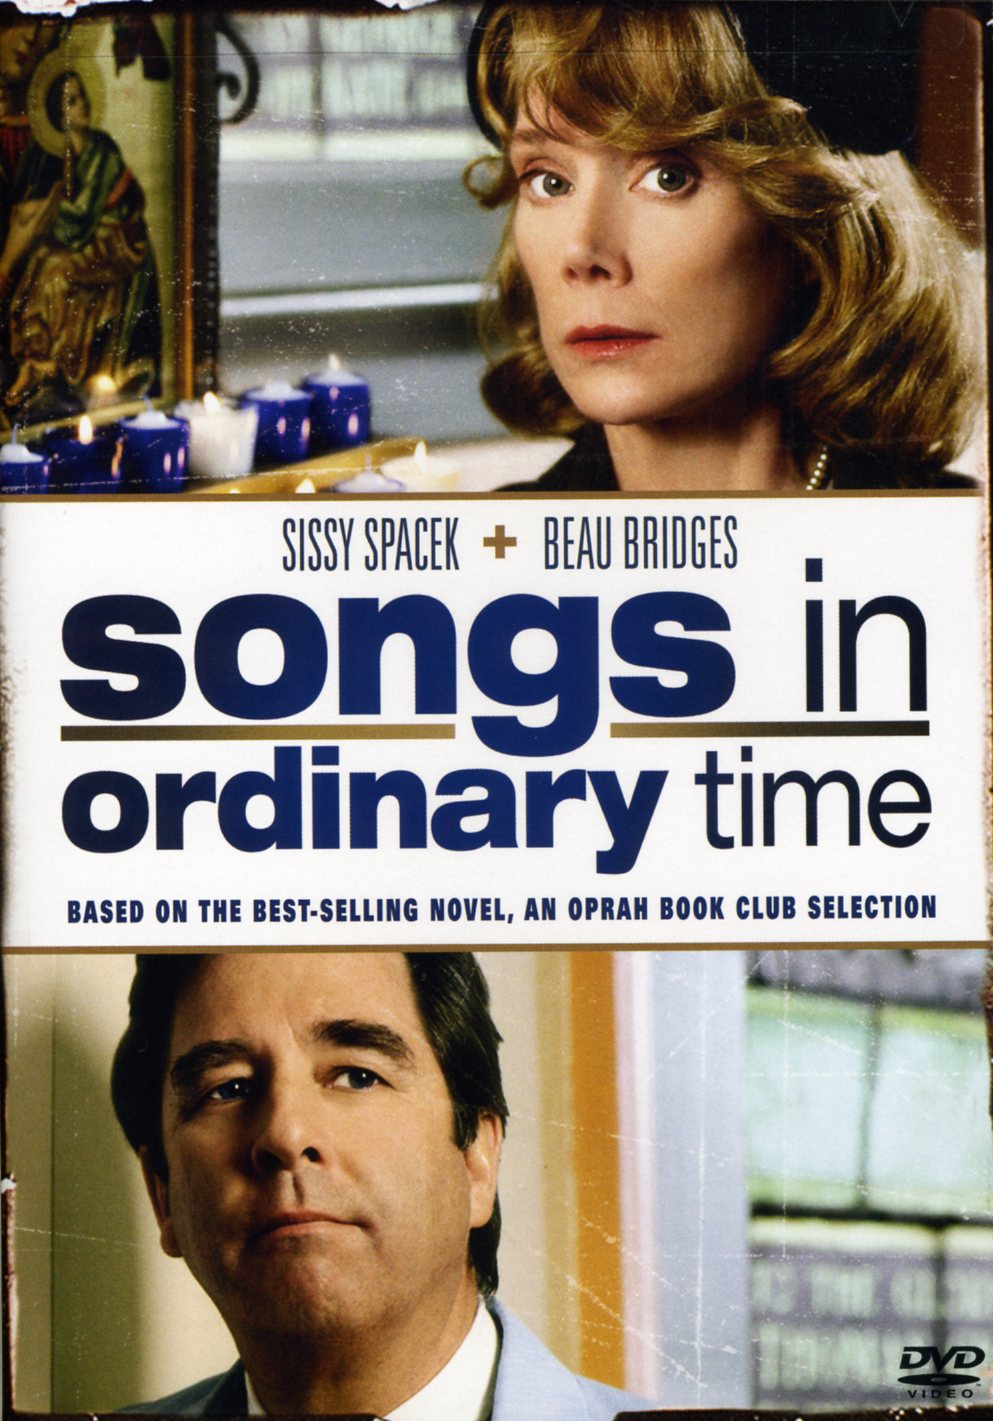 SISSY SPACEK + BEAU BRIDGES
songs in
ordinary time
BASED ON THE BEST-SELLING NOVEL, AN OPRAH BOOK CLUB SELECTION
DVD
VIDEO